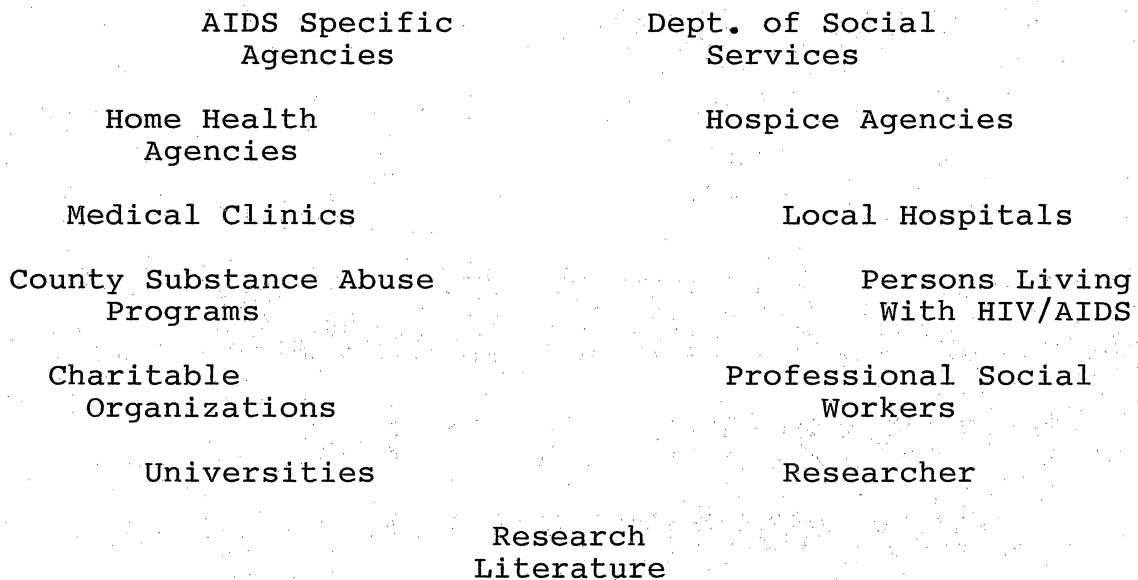 AIDS Specific Agencies
Dept. of Social Services
Home Health Agencies
Hospice Agencies
Medical Clinics
Local Hospitals
County Substance Abuse Programs
Persons Living With HIV/AIDS
Charitable Organizations
Professional Social Workers
Universities
Researcher
Research
Literature